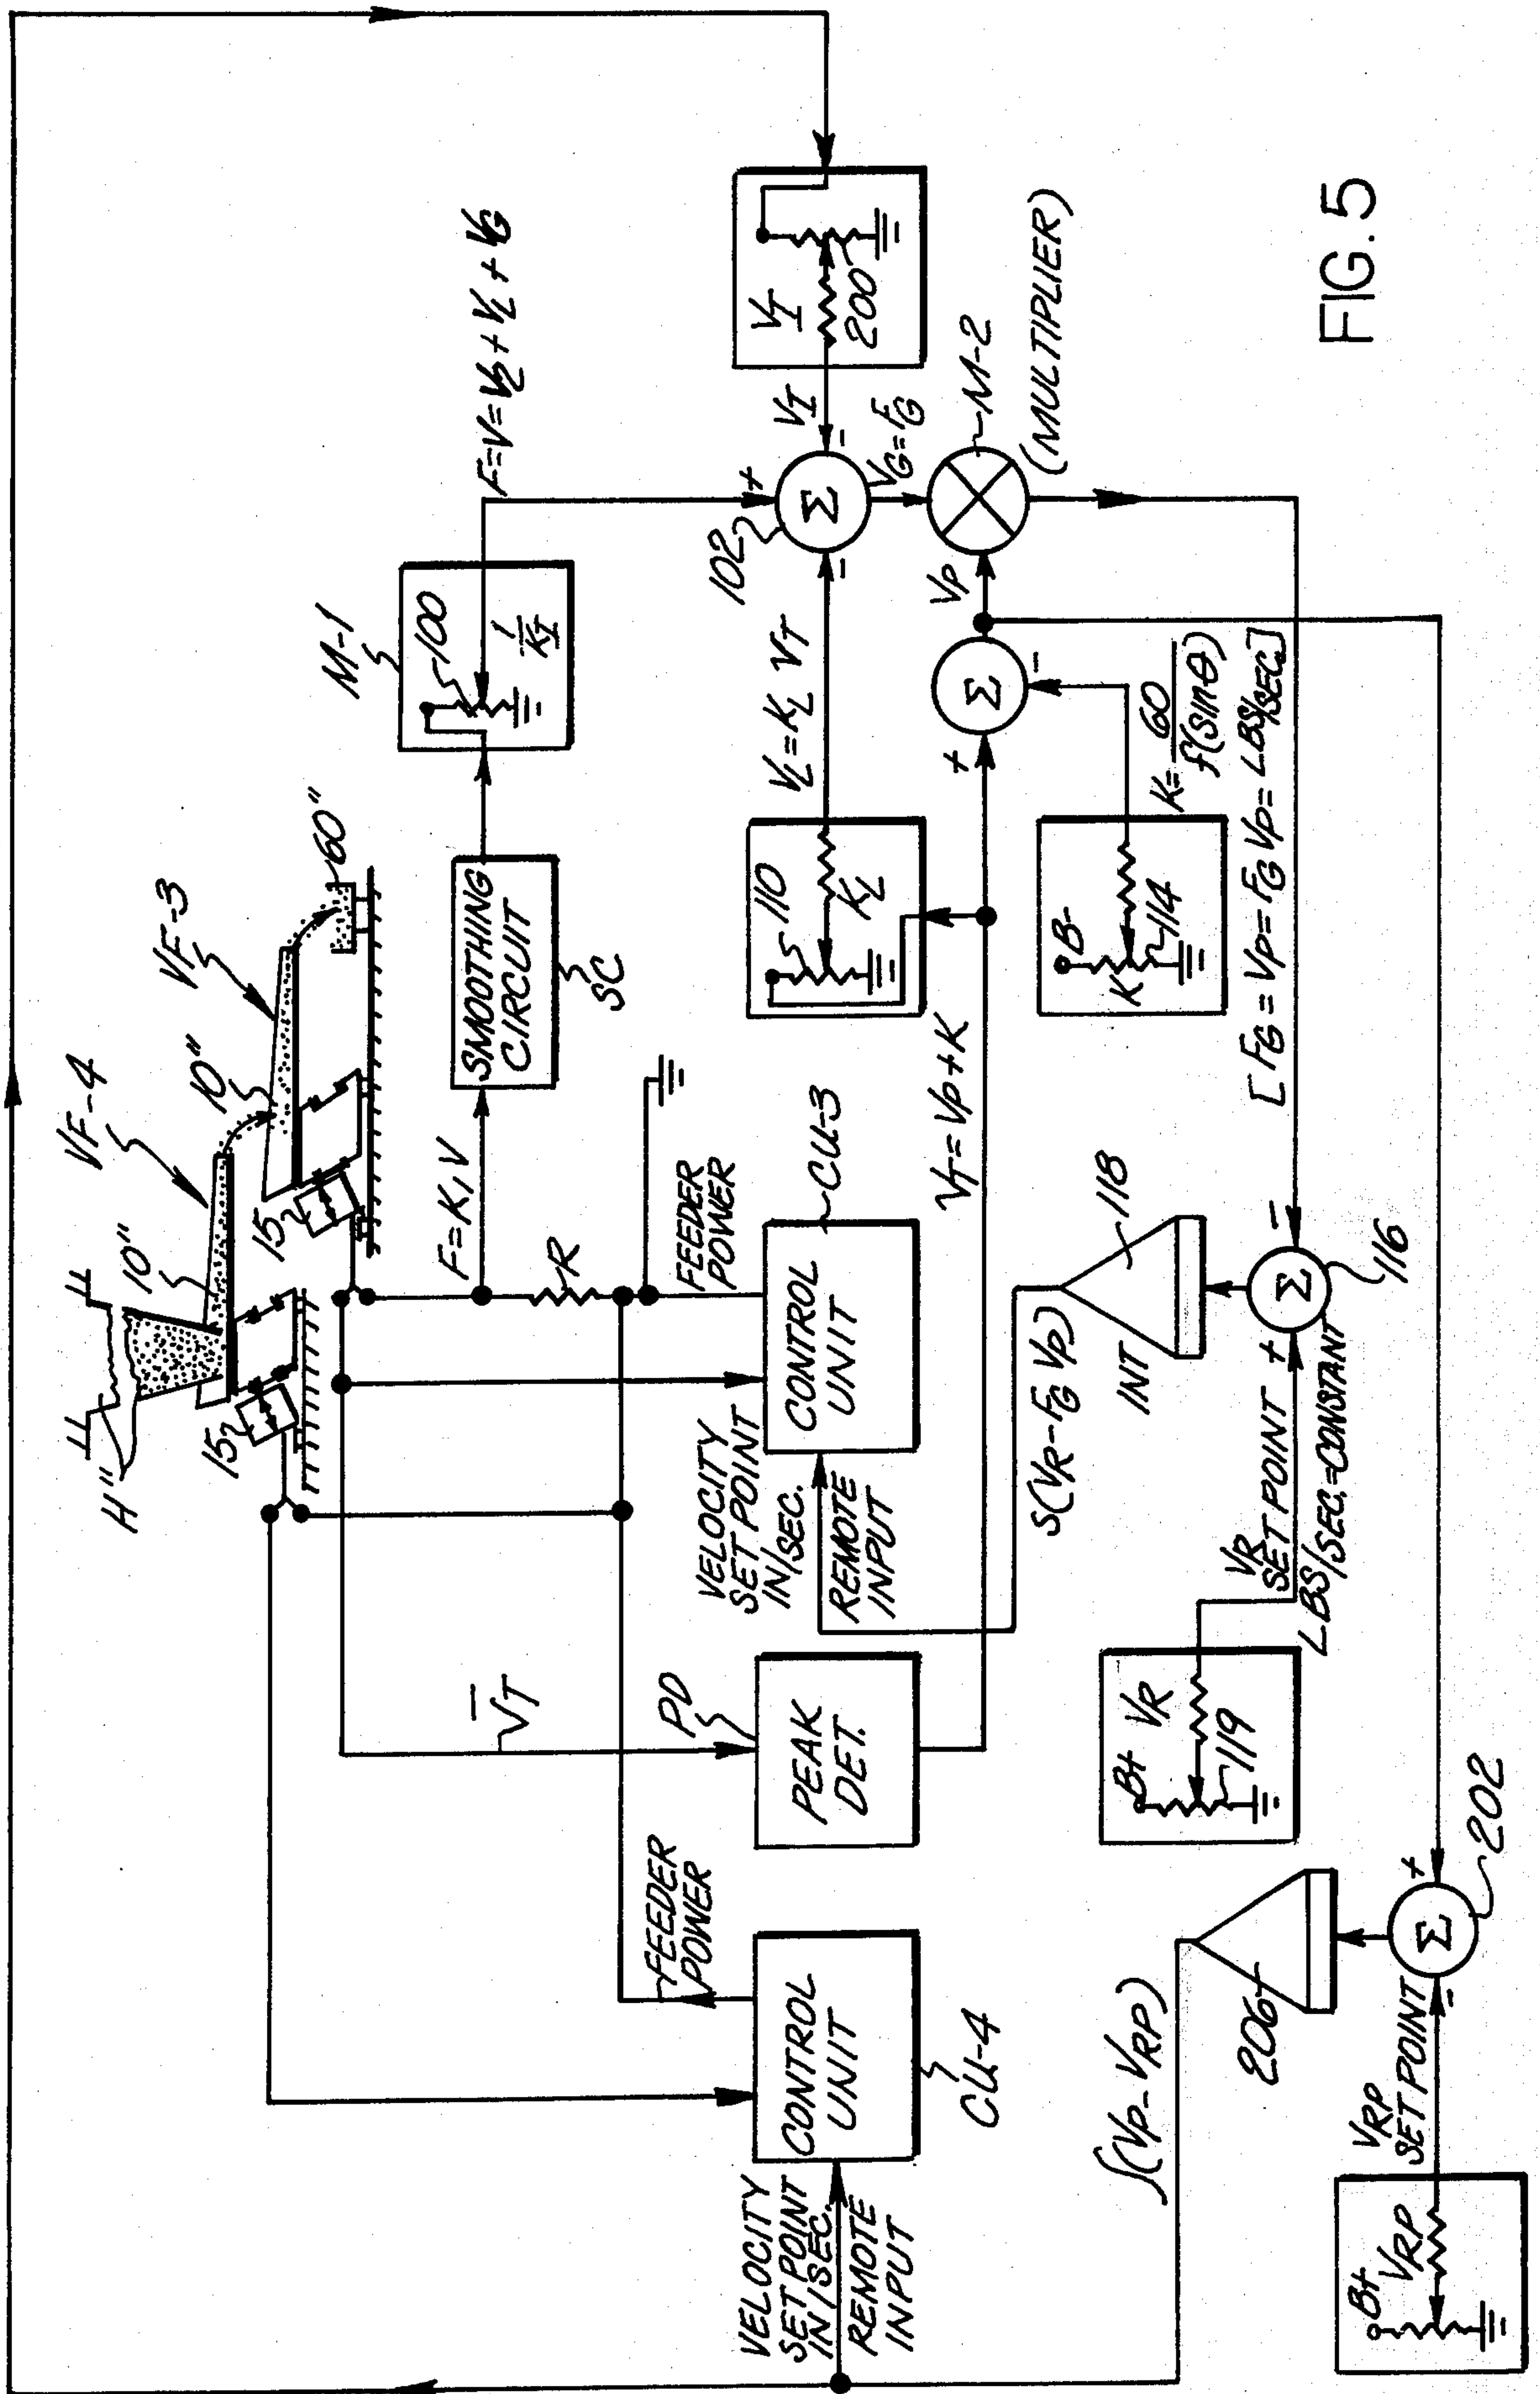 VF-4
VF-3
H"
10"
10"
15
15
60"
M-1
100
1/K1
F=V=V2+VL+VG
F=K1V
SMOOTHING
CIRCUIT
SC
R
FEEDER
POWER
CONTROL
UNIT
CU-3
VELOCITY
SET POINT
IN/SEC.
REMOTE
INPUT
VT
PD
PEAK
DET.
FEEDER
POWER
CONTROL
UNIT
CU-4
VELOCITY
SET POINT
IN/SEC.
REMOTE
INPUT
VT=VP+K
110
KL
VL=KL VT
102
+
-
-
Σ
VI
VI
200
VG=FG
VP
M-2
(MULTIPLIER)
+
-
Σ
B-
K
114
K=60/f(sinθ)
[FG=VP=FG VP=LBS/SEC.]
118
INT
S(VR-FG VP)
+
-
Σ
116
VR
SET POINT
LBS/SEC.=CONSTANT
B+
VR
119
∫(VP-VRP)
206
+
-
Σ
202
VRP
SET POINT
B+
VRP
FIG. 5